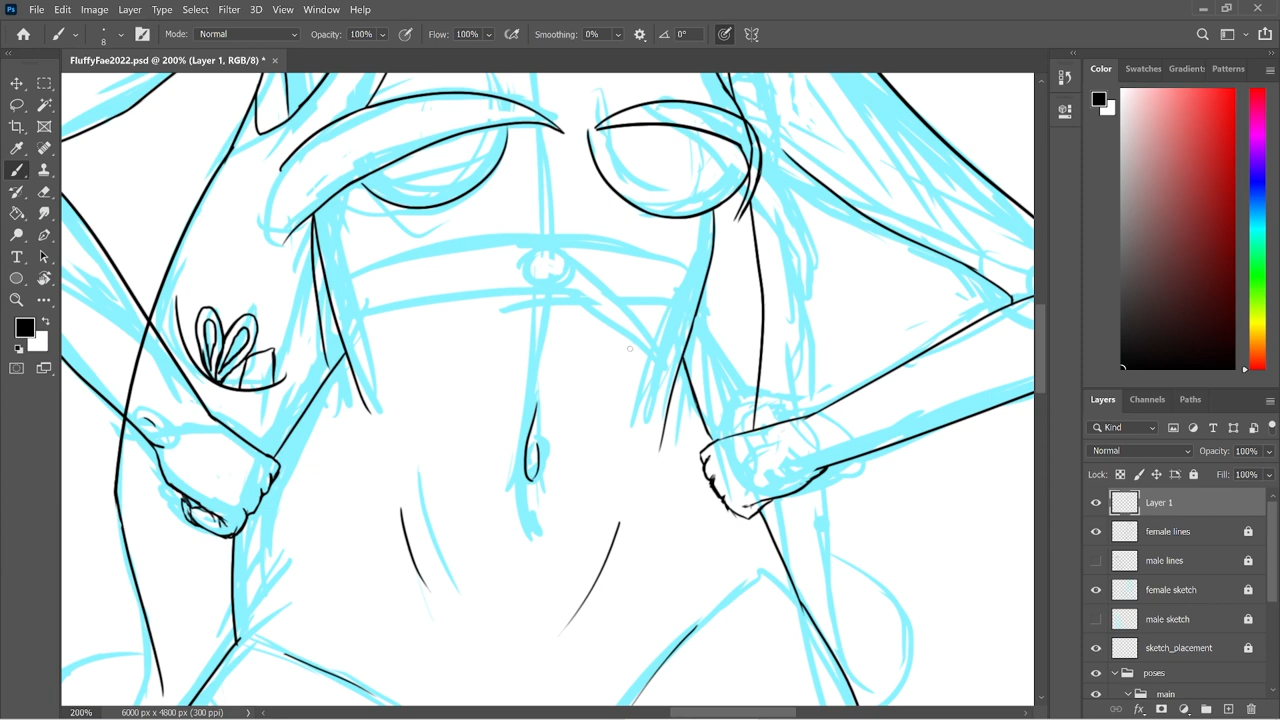 Ps File Edit Image Layer Type Select Filter 3D View Window Help
8 Mode: Normal Opacity: 100% Flow: 100% Smoothing: 0% 0°
FluffyFae2022.psd @ 200% (Layer 1, RGB/8) * ×
Color Swatches Gradient: Patterns
Layers Channels Paths
Kind
Normal Opacity: 100%
Lock: Fill: 100%
Layer 1
female lines
male lines
female sketch
male sketch
sketch_placement
poses
main
200% 6000 px x 4800 px (300 ppi)